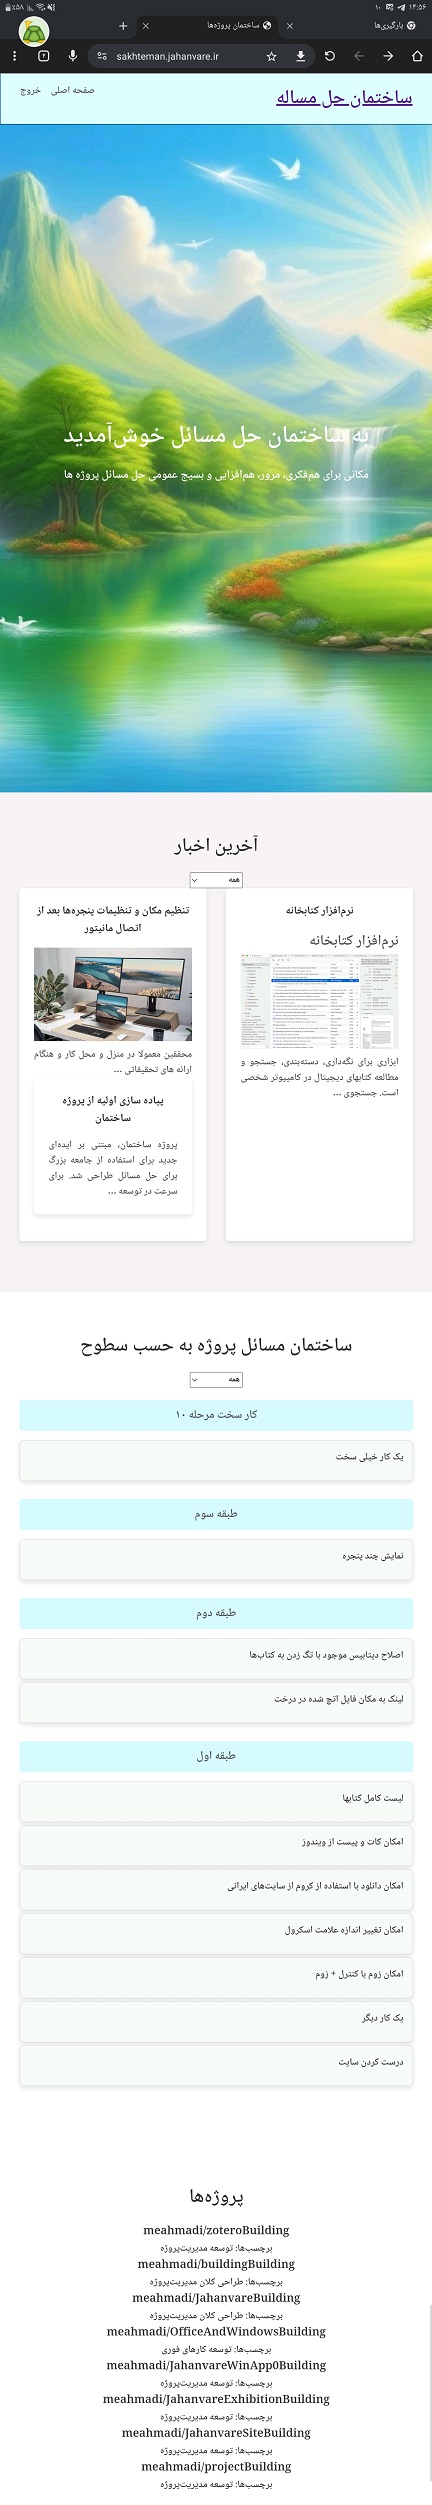 ۱۴:۵۶
۱۰
٪۵۸
بارگیری‌ها
ساختمان پروژه‌ها
sakhteman.jahanvare.ir
ساختمان حل مساله
صفحه اصلی
خروج
به ساختمان حل مسائل خوش‌آمدید
مکانی برای هم‌فکری، مرور، هم‌افزایی و بسیج عمومی حل مسائل پروژه ها
آخرین اخبار
همه
نرم‌افزار کتابخانه
نرم‌افزار کتابخانه
ابزاری برای نگه‌داری، دسته‌بندی، جستجو و
مطالعه کتابهای دیجیتال در کامپیوتر شخصی
است. جستجوی ...
تنظیم مکان و تنظیمات پنجره‌ها بعد از
اتصال مانیتور
محققین معمولا در منزل و محل کار و هنگام
ارائه های تحقیقاتی ...
پیاده سازی اولیه از پروژه
ساختمان
پروژه ساختمان، مبتنی بر ایده‌ای
جدید برای استفاده از جامعه بزرگ
برای حل مسائل طراحی شد. برای
سرعت در توسعه ...
ساختمان مسائل پروژه به حسب سطوح
همه
کار سخت مرحله ۱۰
یک کار خیلی سخت
طبقه سوم
نمایش چند پنجره
طبقه دوم
اصلاح دیتابیس موجود با تگ زدن به کتاب‌ها
لینک به مکان فایل اتچ شده در درخت
طبقه اول
لیست کامل کتابها
امکان کات و پیست از ویندوز
امکان دانلود با استفاده از کروم از سایت‌های ایرانی
امکان تغییر اندازه علامت اسکرول
امکان زوم با کنترل + زوم
یک کار دیگر
درست کردن سایت
پروژه‌ها
meahmadi/zoteroBuilding
برچسب‌ها: توسعه مدیریت‌پروژه
meahmadi/buildingBuilding
برچسب‌ها: طراحی کلان مدیریت‌پروژه
meahmadi/JahanvareBuilding
برچسب‌ها: طراحی کلان مدیریت‌پروژه
meahmadi/OfficeAndWindowsBuilding
برچسب‌ها: توسعه کارهای فوری
meahmadi/JahanvareWinApp0Building
برچسب‌ها: توسعه مدیریت‌پروژه
meahmadi/JahanvareExhibitionBuilding
برچسب‌ها: توسعه مدیریت‌پروژه
meahmadi/JahanvareSiteBuilding
برچسب‌ها: توسعه مدیریت‌پروژه
meahmadi/projectBuilding
برچسب‌ها: توسعه مدیریت‌پروژه